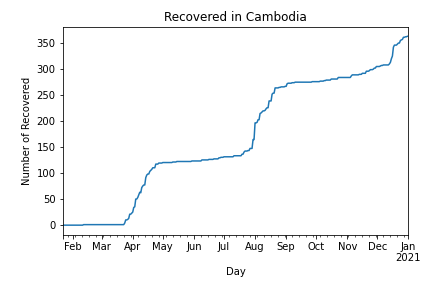 Recovered in Cambodia
Number of Recovered
350
300
250
200
150
100
50
0
Feb Mar Apr May Jun Jul Aug Sep Oct Nov Dec Jan
2021
Day